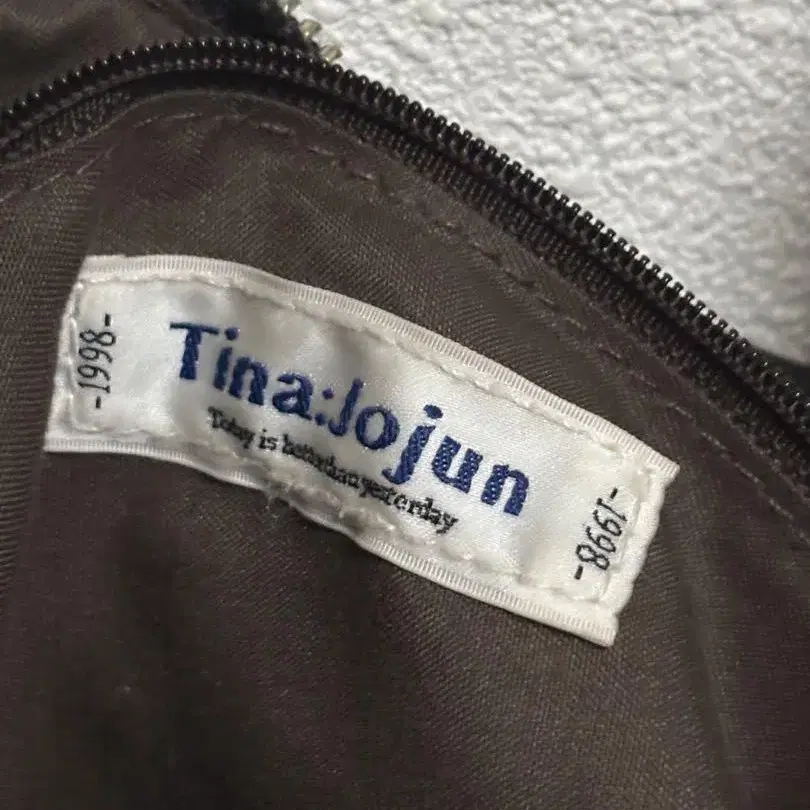 -1998-
Tina:Jojun
Today is better than yesterday
-1998-